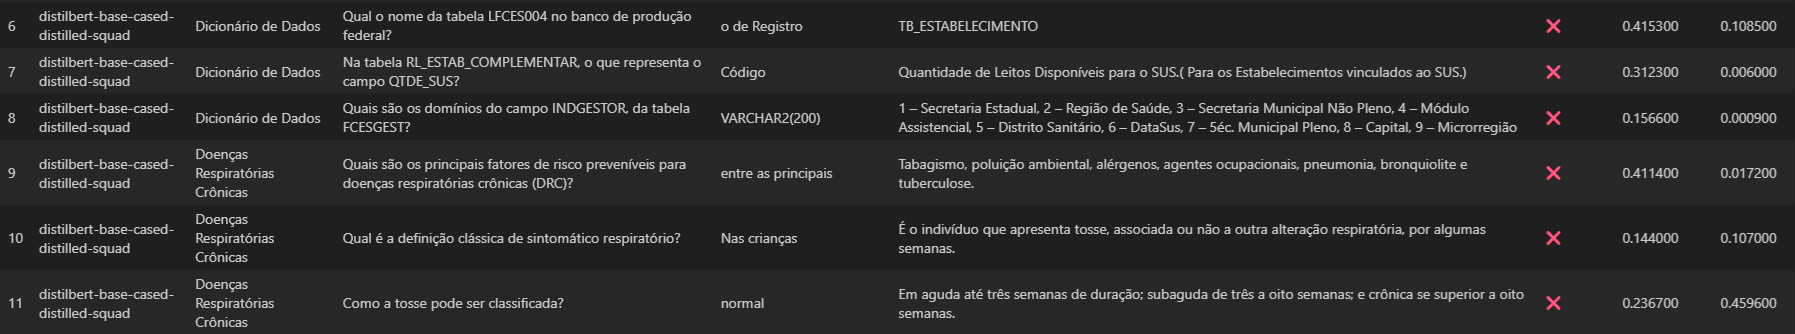 6 distilbert-base-cased-distilled-squad Dicionário de Dados Qual o nome da tabela LFCES004 no banco de produção federal? o de Registro TB_ESTABELECIMENTO ❌ 0.415300 0.108500
7 distilbert-base-cased-distilled-squad Dicionário de Dados Na tabela RL_ESTAB_COMPLEMENTAR, o que representa o campo QTDE_SUS? Código Quantidade de Leitos Disponíveis para o SUS.( Para os Estabelecimentos vinculados ao SUS.) ❌ 0.312300 0.006000
8 distilbert-base-cased-distilled-squad Dicionário de Dados Quais são os domínios do campo INDGESTOR, da tabela FCESGEST? VARCHAR2(200) 1 – Secretaria Estadual, 2 – Região de Saúde, 3 – Secretaria Municipal Não Pleno, 4 – Módulo Assistencial, 5 – Distrito Sanitário, 6 – DataSus, 7 – 5éc. Municipal Pleno, 8 – Capital, 9 – Microrregião ❌ 0.156600 0.000900
9 distilbert-base-cased-distilled-squad Doenças Respiratórias Crônicas Quais são os principais fatores de risco preveníveis para doenças respiratórias crônicas (DRC)? entre as principais Tabagismo, poluição ambiental, alérgenos, agentes ocupacionais, pneumonia, bronquiolite e tuberculose. ❌ 0.411400 0.017200
10 distilbert-base-cased-distilled-squad Doenças Respiratórias Crônicas Qual é a definição clássica de sintomático respiratório? Nas crianças É o indivíduo que apresenta tosse, associada ou não a outra alteração respiratória, por algumas semanas. ❌ 0.144000 0.107000
11 distilbert-base-cased-distilled-squad Doenças Respiratórias Crônicas Como a tosse pode ser classificada? normal Em aguda até três semanas de duração; subaguda de três a oito semanas; e crônica se superior a oito semanas. ❌ 0.236700 0.459600